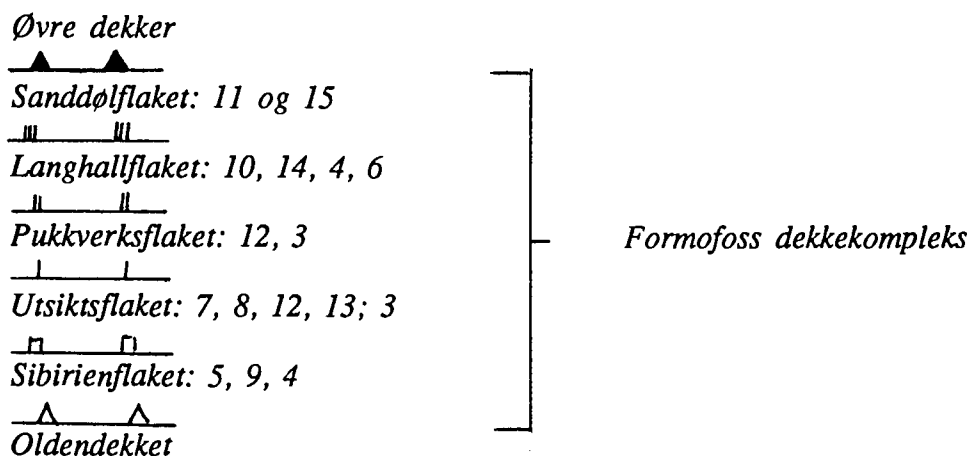 Øvre dekker
Sanddølflaket: 11 og 15
Langhallflaket: 10, 14, 4, 6
Pukkverksflaket: 12, 3
Utsiktsflaket: 7, 8, 12, 13; 3
Sibirienflaket: 5, 9, 4
Oldendekket
Formofoss dekkekompleks